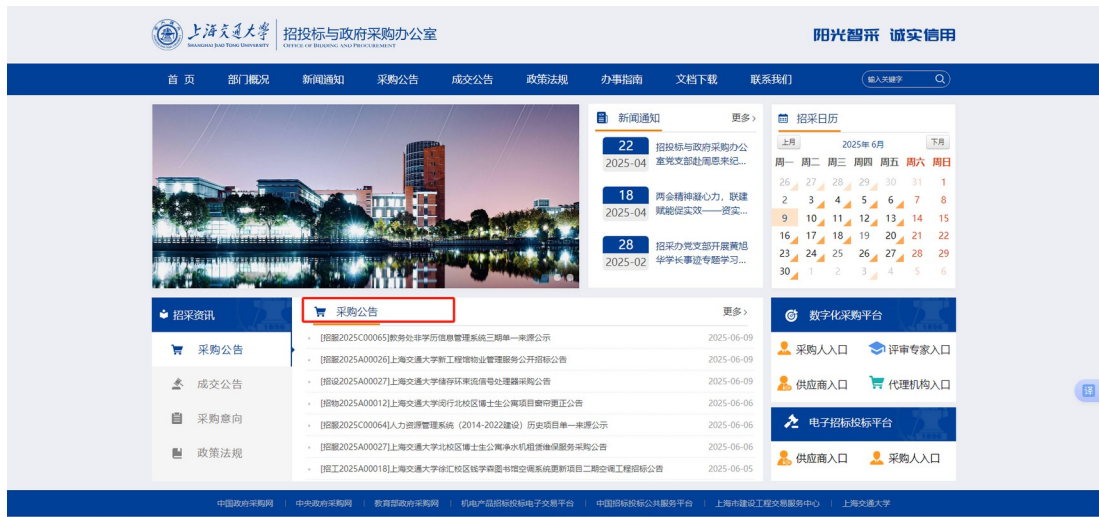 上海交通大学
SHANGHAI JIAO TONG UNIVERSITY
招投标与政府采购办公室
OFFICE OF BIDDING AND PROCUREMENT
阳光智采 诚实信用
首 页 部门概况 新闻通知 采购公告 成交公告 政策法规 办事指南 文档下载 联系我们 输入关键字
新闻通知 更多›
22
2025-04
招投标与政府采购办公
室党支部赴周恩来纪...
18
2025-04
两会精神凝心力，联建
赋能促实效——资实...
28
2025-02
招采办党支部开展黄旭
华学长事迹专题学习...
招采日历
上月 2025年 6月 下月
周一 周二 周三 周四 周五 周六 周日
26 27 28 29 30 31 1
2 3 4 5 6 7 8
9 10 11 12 13 14 15
16 17 18 19 20 21 22
23 24 25 26 27 28 29
30 1 2 3 4 5 6
招采资讯
采购公告
成交公告
采购意向
政策法规
采购公告 更多›
[招服2025C00065]教务处非学历信息管理系统三期单一来源公示 2025-06-09
[招服2025A00026]上海交通大学新工程馆物业管理服务公开招标公告 2025-06-09
[招设2025A00027]上海交通大学储存环束流信号处理器采购公告 2025-06-09
[招物2025A00012]上海交通大学闵行北校区博士生公寓项目窗帘更正公告 2025-06-06
[招服2025C00064]人力资源管理系统（2014-2022建设）历史项目单一来源公示 2025-06-06
[招服2025A00027]上海交通大学北校区博士生公寓净水机租赁维保服务采购公告 2025-06-06
[招工2025A00018]上海交通大学徐汇校区钱学森图书馆空调系统更新项目二期空调工程招标公告 2025-06-05
数字化采购平台
采购人入口 评审专家入口
供应商入口 代理机构入口
电子招标投标平台
供应商入口 采购人入口
译
中国政府采购网 | 中央政府采购网 | 教育部政府采购网 | 机电产品招标投标电子交易平台 | 中国招标投标公共服务平台 | 上海市建设工程交易服务中心 | 上海交通大学